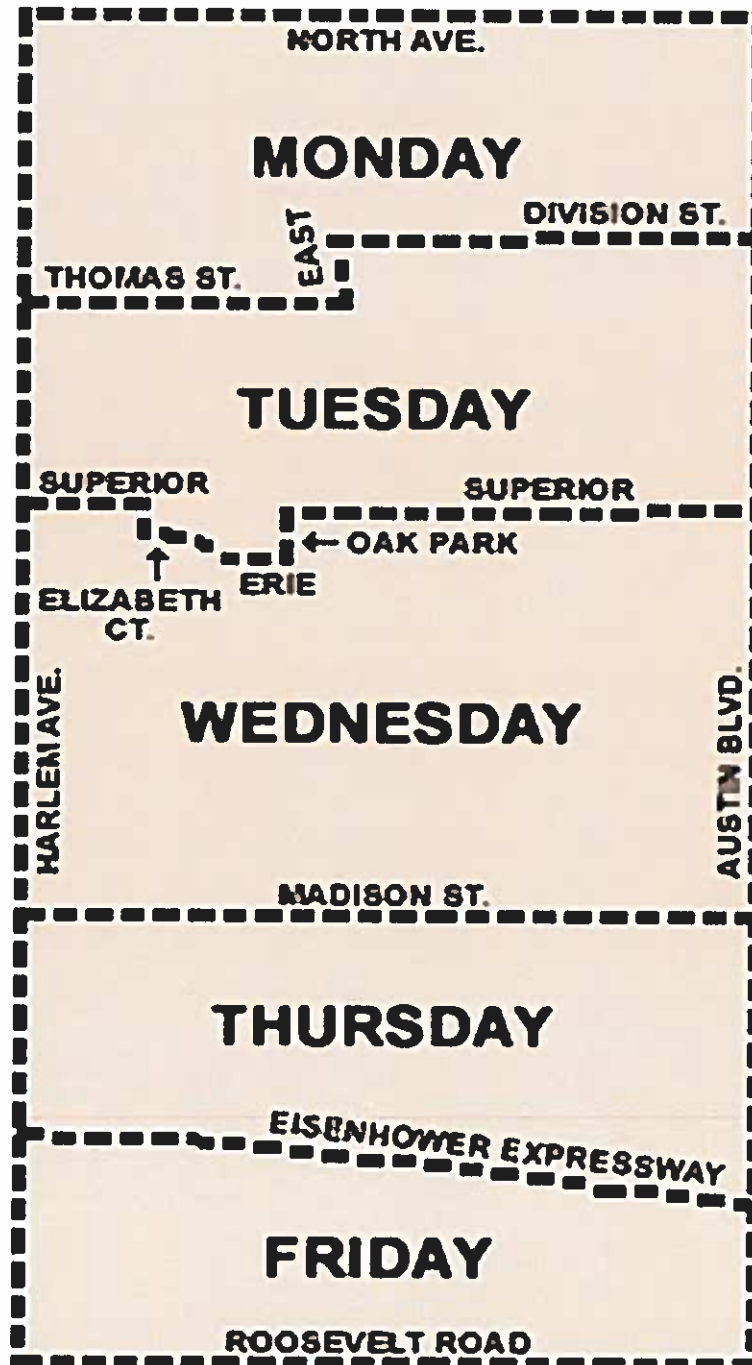 NORTH AVE.
MONDAY
DIVISION ST.
EAST
THOMAS ST.
TUESDAY
SUPERIOR
SUPERIOR
← OAK PARK
ERIE
ELIZABETH
CT.
HARLEM AVE.
WEDNESDAY
AUSTIN BLVD.
MADISON ST.
THURSDAY
EISENHOWER EXPRESSWAY
FRIDAY
ROOSEVELT ROAD